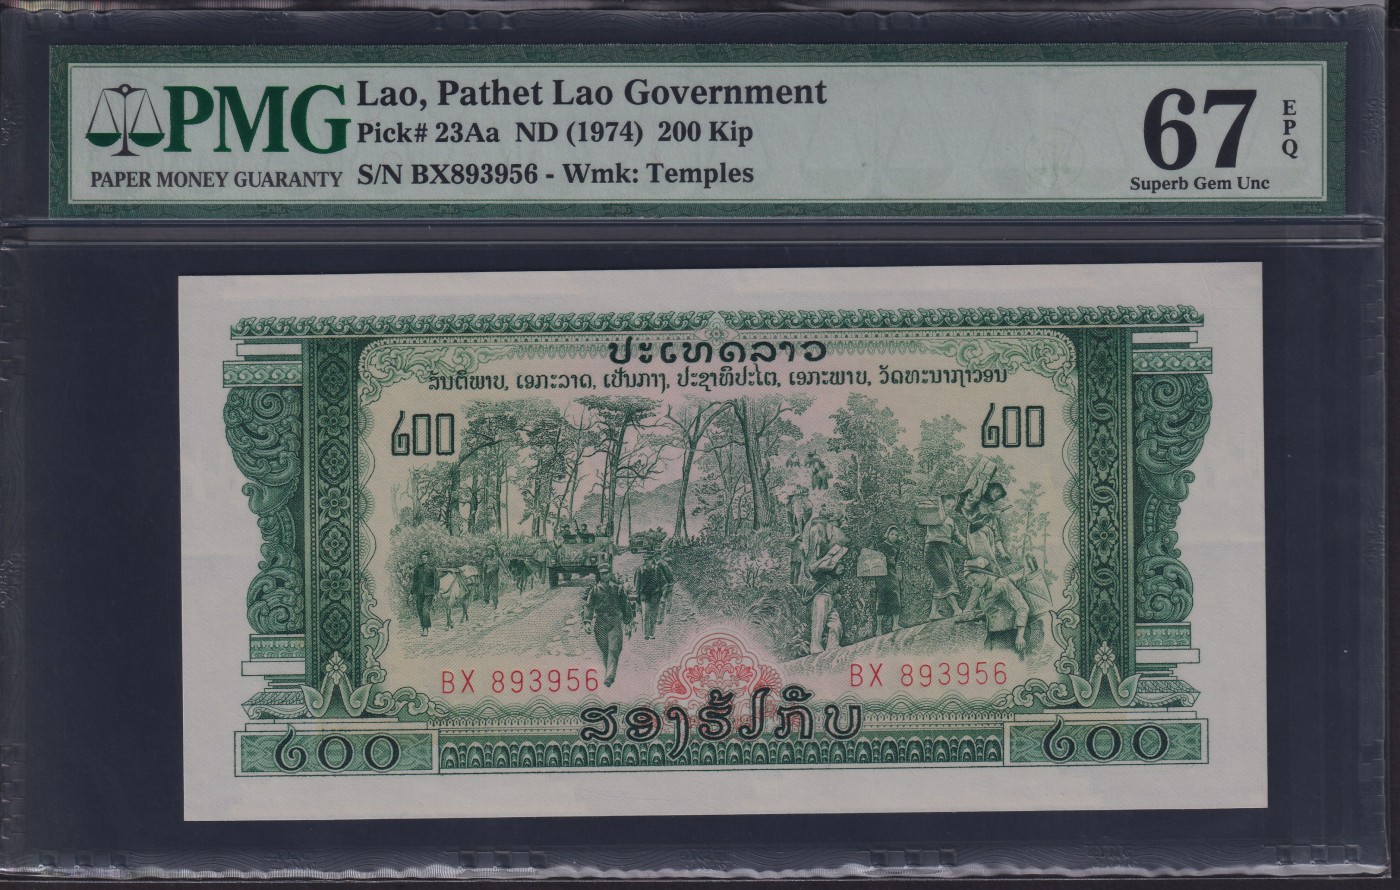 PMG
PAPER MONEY GUARANTY
Lao, Pathet Lao Government
Pick# 23Aa ND (1974) 200 Kip
S/N BX893956 - Wmk: Temples
67
EPQ
Superb Gem Unc
ປະເທດລາວ
ສັນຕິພາບ, ເອກະລາດ, ເປັນກາງ, ປະຊາທິປະໄຕ, ເອກະພາບ, ວັດທະນາຖາວອນ
໒໐໐ ໒໐໐
BX 893956 BX 893956
ສອງຮ້ຽກີບ
໒໐໐ ໒໐໐